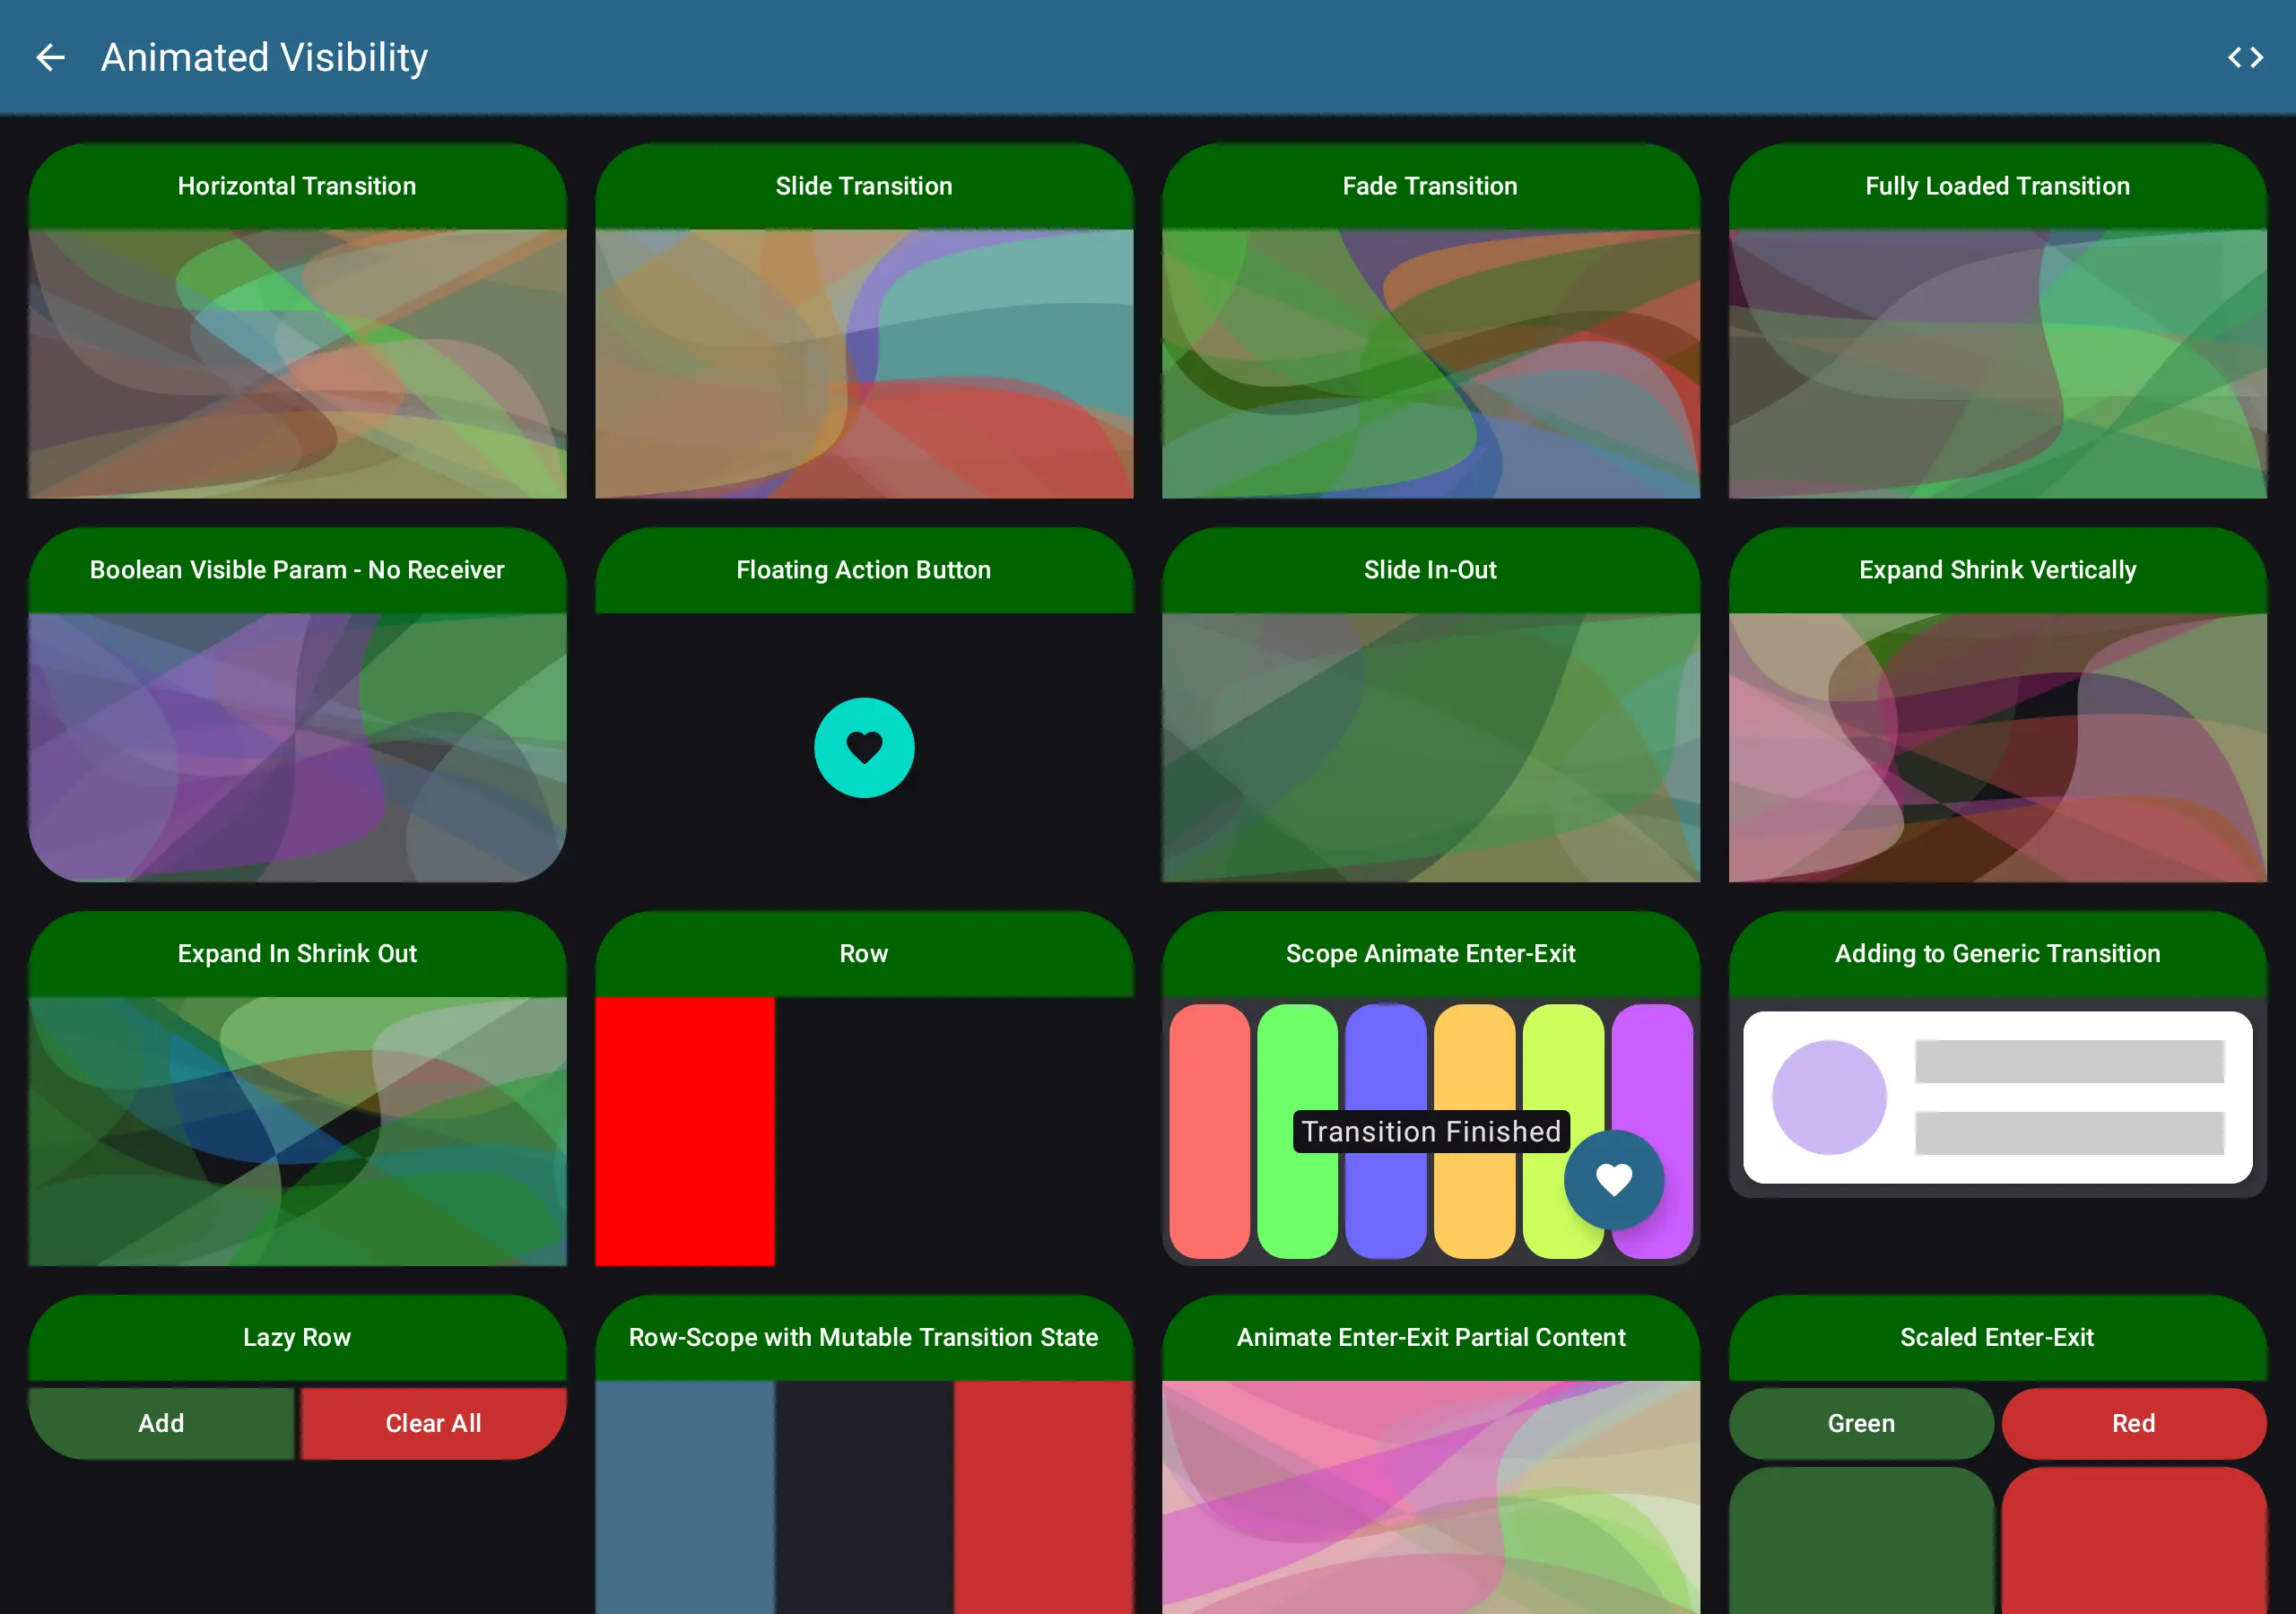 Animated Visibility
Horizontal Transition
Slide Transition
Fade Transition
Fully Loaded Transition
Boolean Visible Param - No Receiver
Floating Action Button
Slide In-Out
Expand Shrink Vertically
Expand In Shrink Out
Row
Scope Animate Enter-Exit
Adding to Generic Transition
Transition Finished
Lazy Row
Row-Scope with Mutable Transition State
Animate Enter-Exit Partial Content
Scaled Enter-Exit
Add
Clear All
Green
Red